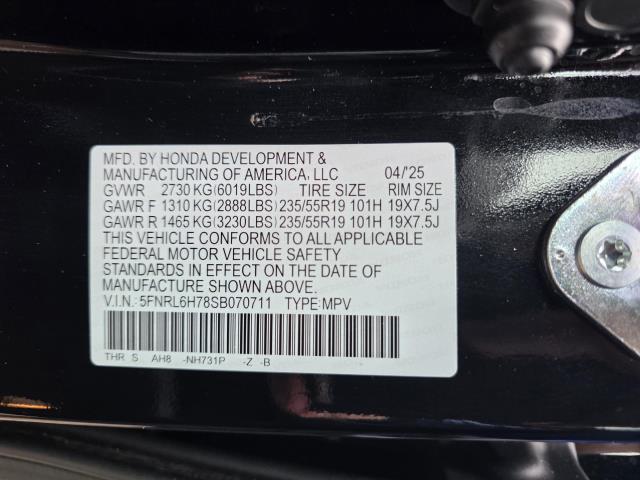 MFD. BY HONDA DEVELOPMENT &
MANUFACTURING OF AMERICA, LLC 04/'25
GVWR 2730 KG(6019LBS) TIRE SIZE RIM SIZE
GAWR F 1310 KG(2888LBS) 235/55R19 101H 19X7.5J
GAWR R 1465 KG(3230LBS) 235/55R19 101H 19X7.5J
THIS VEHICLE CONFORMS TO ALL APPLICABLE
FEDERAL MOTOR VEHICLE SAFETY
STANDARDS IN EFFECT ON THE DATE OF
MANUFACTURE SHOWN ABOVE.
V.I.N.: 5FNRL6H78SB070711 TYPE:MPV
THR S AH8 -NH731P -Z -B